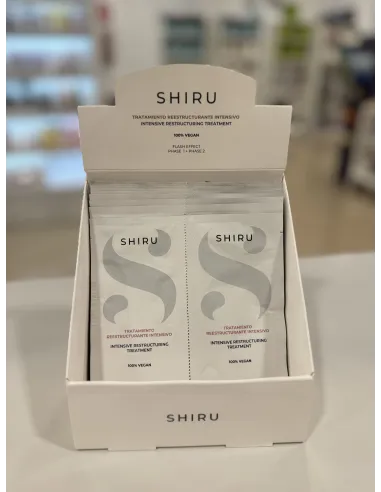 SHIRU
TRATAMIENTO REESTRUCTURANTE INTENSIVO
INTENSIVE RESTRUCTURING TREATMENT
100% VEGAN
FLASH EFFECT
PHASE 1 + PHASE 2
SHIRU
TRATAMIENTO
REESTRUCTURANTE INTENSIVO
INTENSIVE RESTRUCTURING
TREATMENT
100% VEGAN
SHIRU
TRATAMIENTO
REESTRUCTURANTE INTENSIVO
INTENSIVE RESTRUCTURING
TREATMENT
100% VEGAN
SHIRU